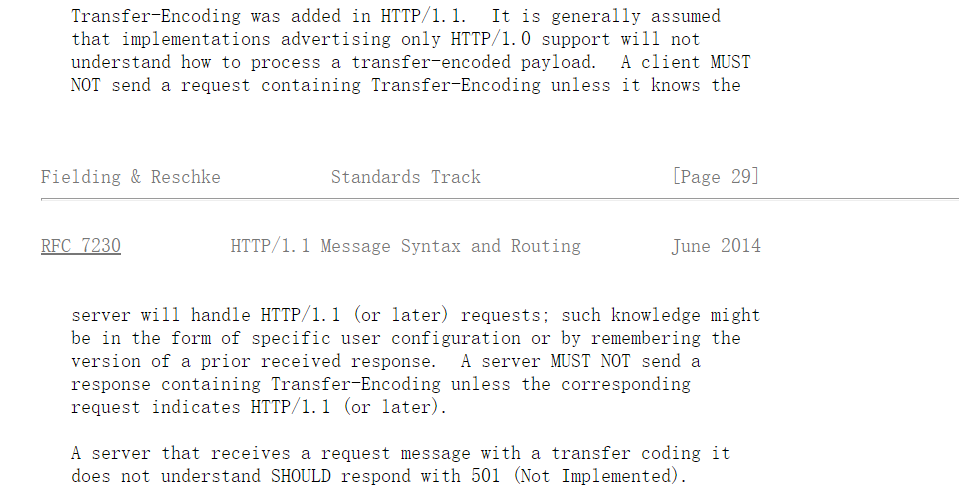 Transfer-Encoding was added in HTTP/1.1.  It is generally assumed
that implementations advertising only HTTP/1.0 support will not
understand how to process a transfer-encoded payload.  A client MUST
NOT send a request containing Transfer-Encoding unless it knows the
Fielding & Reschke Standards Track [Page 29]
RFC 7230 HTTP/1.1 Message Syntax and Routing June 2014
server will handle HTTP/1.1 (or later) requests; such knowledge might
be in the form of specific user configuration or by remembering the
version of a prior received response.  A server MUST NOT send a
response containing Transfer-Encoding unless the corresponding
request indicates HTTP/1.1 (or later).
A server that receives a request message with a transfer coding it
does not understand SHOULD respond with 501 (Not Implemented).